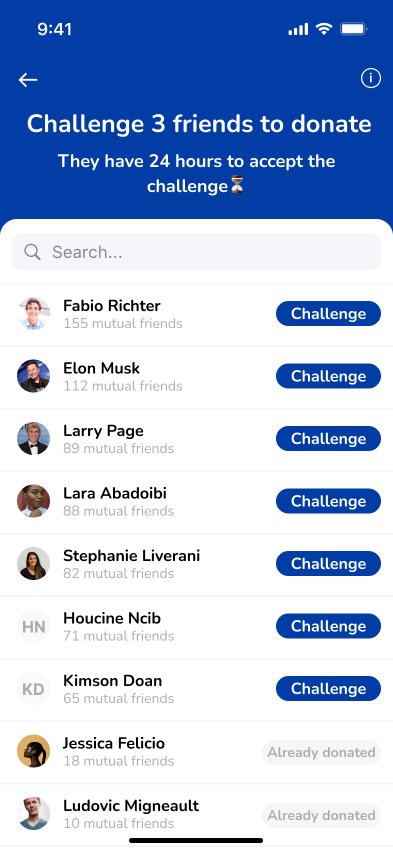 9:41
Challenge 3 friends to donate
They have 24 hours to accept the
challenge⏳
Search...
Fabio Richter
155 mutual friends
Challenge
Elon Musk
112 mutual friends
Challenge
Larry Page
89 mutual friends
Challenge
Lara Abadoibi
88 mutual friends
Challenge
Stephanie Liverani
82 mutual friends
Challenge
HN
Houcine Ncib
71 mutual friends
Challenge
KD
Kimson Doan
65 mutual friends
Challenge
Jessica Felicio
18 mutual friends
Already donated
Ludovic Migneault
10 mutual friends
Already donated